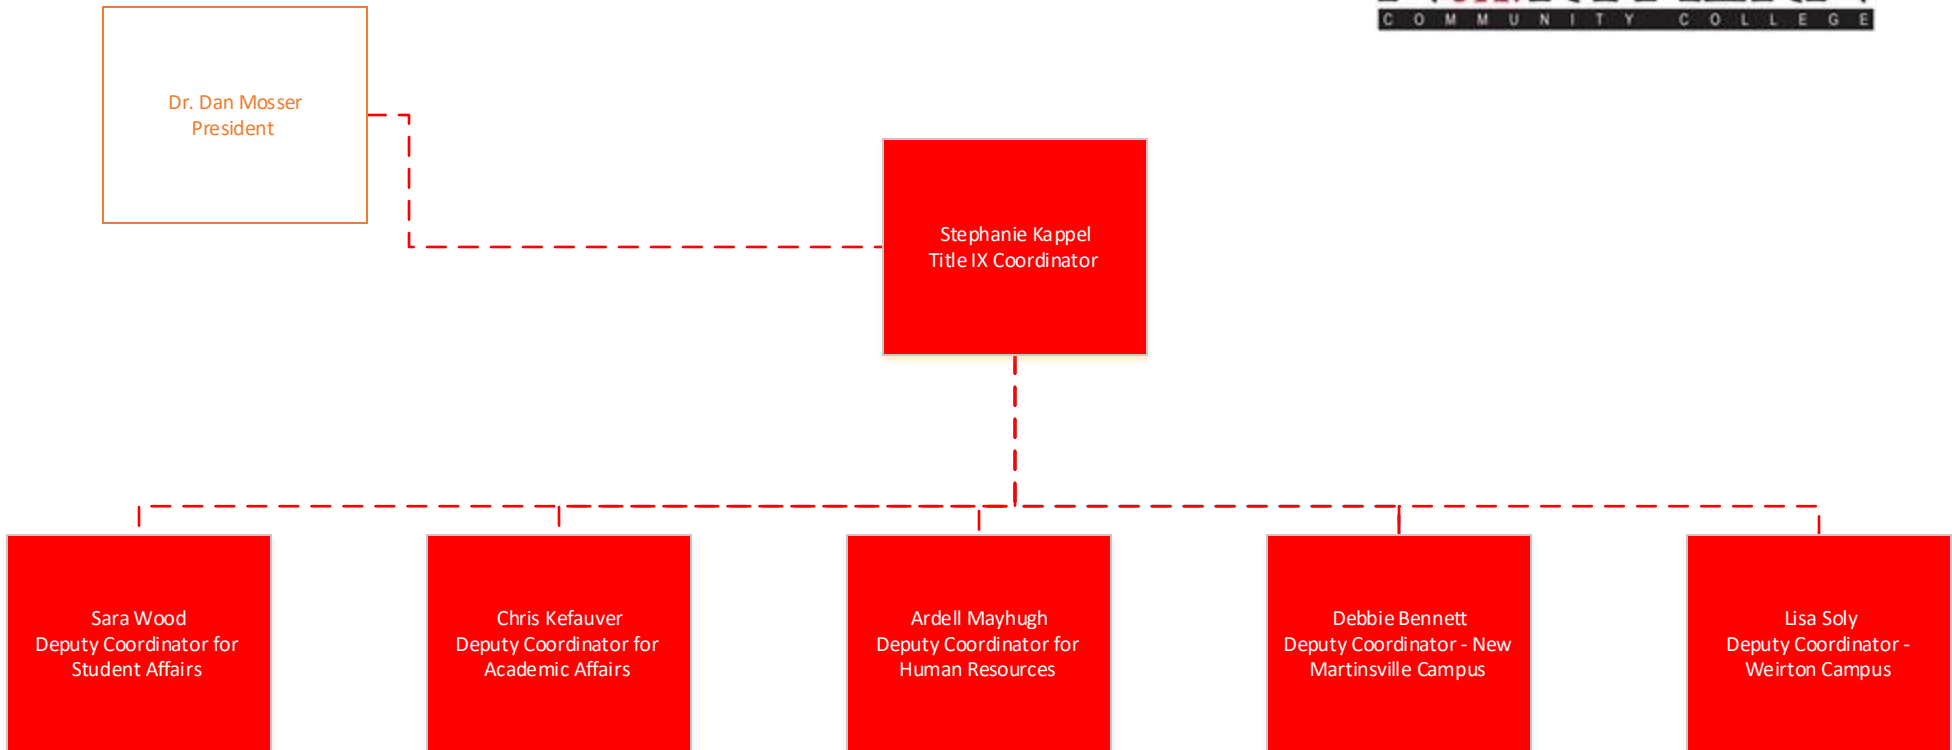 COMMUNITY COLLEGE
Dr. Dan Mosser
President
Stephanie Kappel
Title IX Coordinator
Sara Wood
Deputy Coordinator for
Student Affairs
Chris Kefauver
Deputy Coordinator for
Academic Affairs
Ardell Mayhugh
Deputy Coordinator for
Human Resources
Debbie Bennett
Deputy Coordinator - New
Martinsville Campus
Lisa Soly
Deputy Coordinator -
Weirton Campus